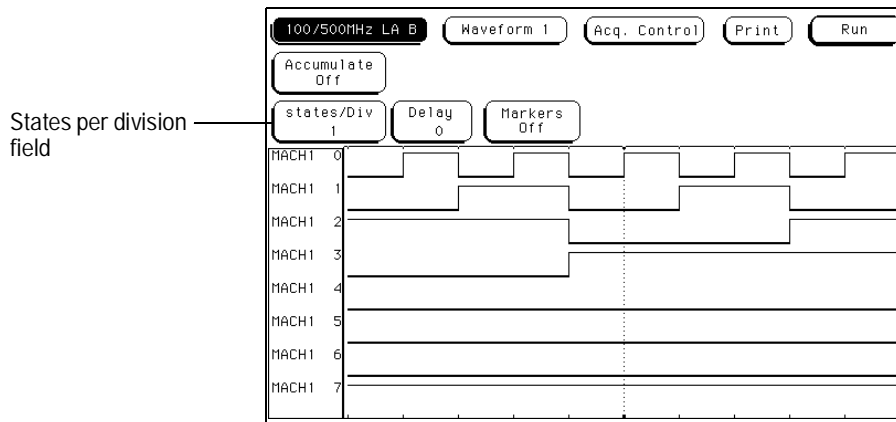 100/500MHz LA B Waveform 1 Acq. Control Print Run
Accumulate
Off
States per division
field
states/Div
1
Delay
0
Markers
Off
MACH1 0
MACH1 1
MACH1 2
MACH1 3
MACH1 4
MACH1 5
MACH1 6
MACH1 7